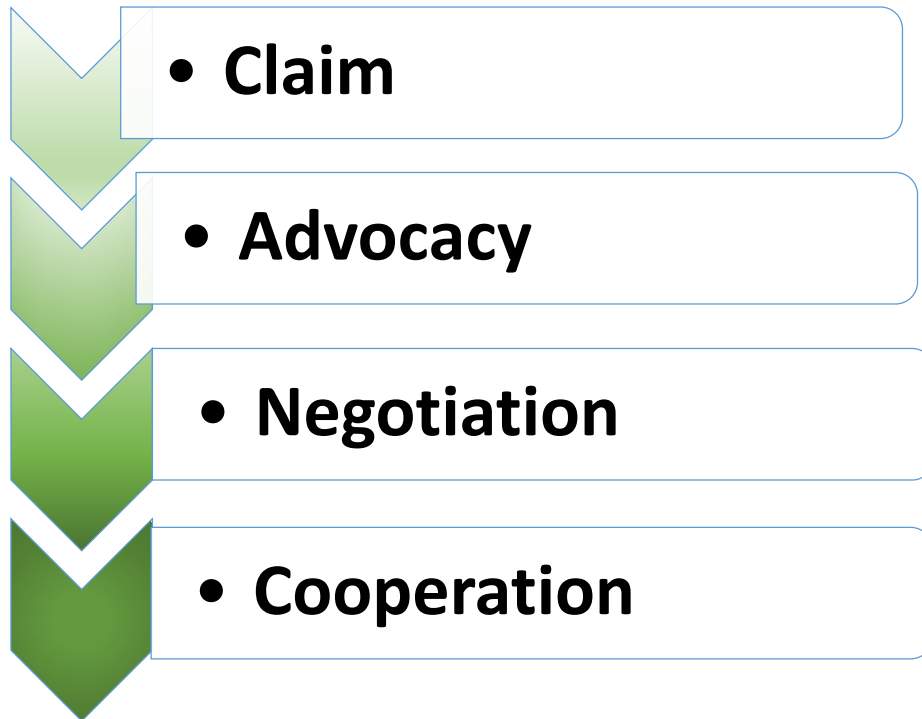 • Claim
• Advocacy
• Negotiation
• Cooperation